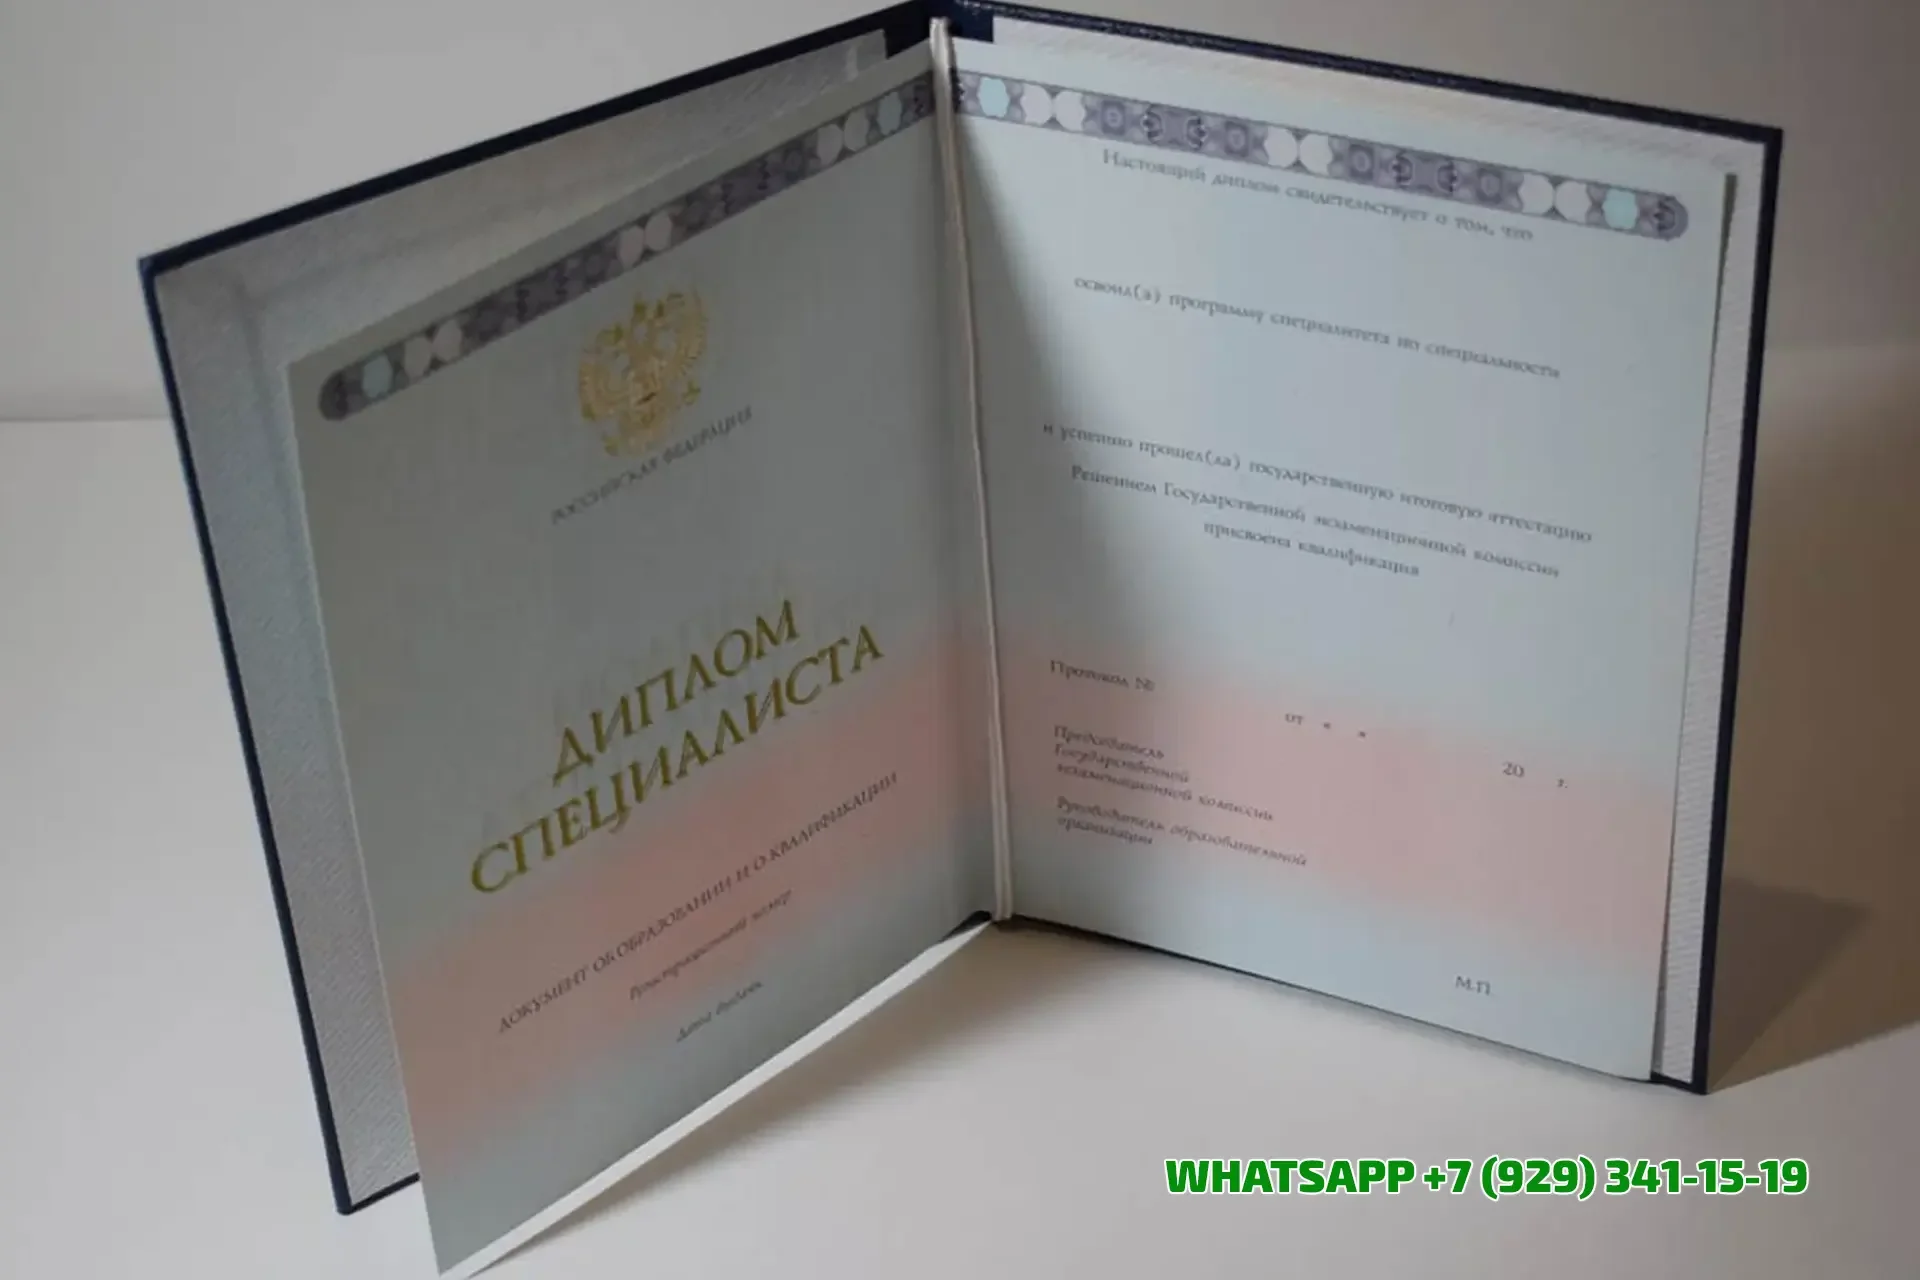 РОССИЙСКАЯ ФЕДЕРАЦИЯ
ДИПЛОМ
СПЕЦИАЛИСТА
ДОКУМЕНТ ОБ ОБРАЗОВАНИИ И О КВАЛИФИКАЦИИ
Регистрационный номер
Дата выдачи
Настоящий диплом свидетельствует о том, что
освоил(а) программу специалитета по специальности
и успешно прошел(ла) государственную итоговую аттестацию
Решением Государственной экзаменационной комиссии
присвоена квалификация
Протокол №
от « »
20 г.
Председатель
Государственной
экзаменационной комиссии
Руководитель образовательной
организации
М.П.
WHATSAPP +7 (929) 341-15-19